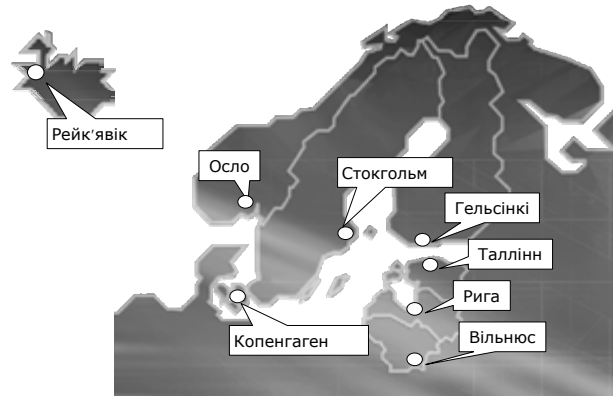 Рейк'явік
Осло
Стокгольм
Гельсінкі
Таллінн
Рига
Копенгаген
Вільнюс